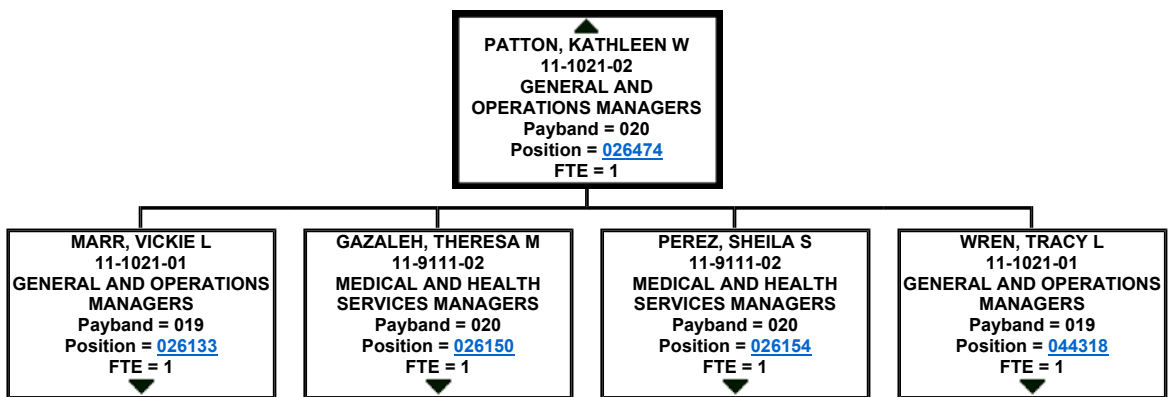 PATTON, KATHLEEN W
11-1021-02
GENERAL AND
OPERATIONS MANAGERS
Payband = 020
Position = 026474
FTE = 1
MARR, VICKIE L
11-1021-01
GENERAL AND OPERATIONS
MANAGERS
Payband = 019
Position = 026133
FTE = 1
GAZALEH, THERESA M
11-9111-02
MEDICAL AND HEALTH
SERVICES MANAGERS
Payband = 020
Position = 026150
FTE = 1
PEREZ, SHEILA S
11-9111-02
MEDICAL AND HEALTH
SERVICES MANAGERS
Payband = 020
Position = 026154
FTE = 1
WREN, TRACY L
11-1021-01
GENERAL AND OPERATIONS
MANAGERS
Payband = 019
Position = 044318
FTE = 1